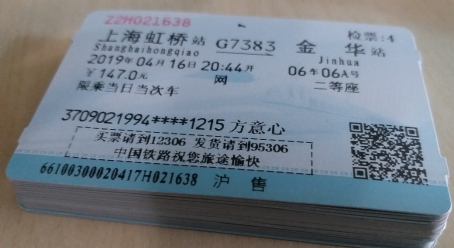 Z2H021638 检票:4
上海虹桥站 G7383 金华站
Shanghaihongqiao Jinhua
2019年04月16日20:44开 06车06A号
￥147.0元 网 二等座
限乘当日当次车
3709021994****1215 方意心
买票请到12306 发货请到95306
中国铁路祝您旅途愉快
66100300020417H021638 沪售